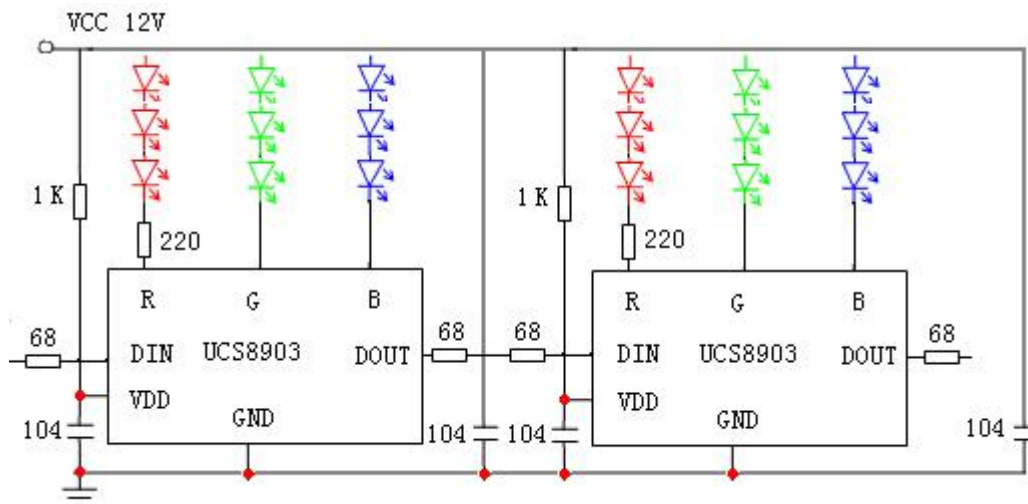 VCC 12V
1K 1K
220 220
R G B R G B
68 68 68 68
DIN UCS8903 DOUT DIN UCS8903 DOUT
VDD VDD
104 GND 104 104 GND 104